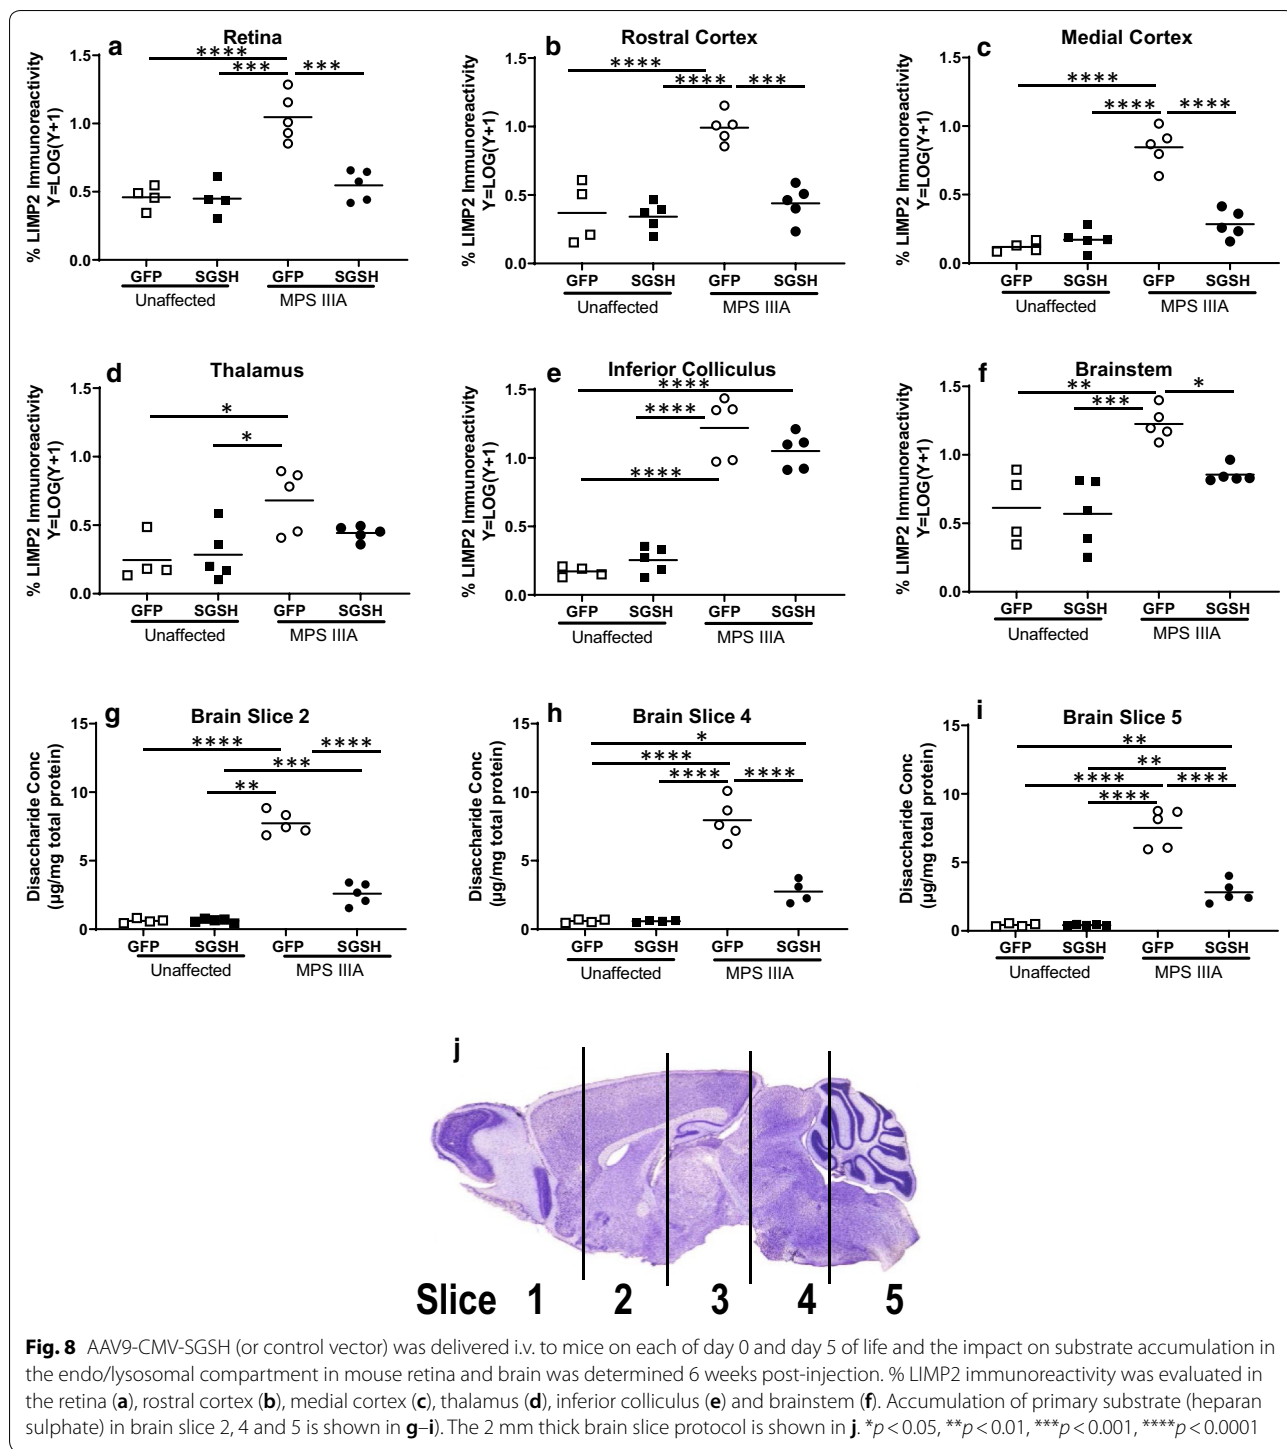 a
Retina
****
*** ***
% LIMP2 Immunoreactivity
Y=LOG(Y+1)
1.5
1.0
0.5
0.0
GFP SGSH GFP SGSH
Unaffected MPS IIIA
b
Rostral Cortex
****
**** ***
% LIMP2 Immunoreactivity
Y=LOG(Y+1)
1.5
1.0
0.5
0.0
GFP SGSH GFP SGSH
Unaffected MPS IIIA
c
Medial Cortex
****
**** ****
% LIMP2 Immunoreactivity
Y=LOG(Y+1)
1.5
1.0
0.5
0.0
GFP SGSH GFP SGSH
Unaffected MPS IIIA
d
Thalamus
*
*
% LIMP2 Immunoreactivity
Y=LOG(Y+1)
1.5
1.0
0.5
0.0
GFP SGSH GFP SGSH
Unaffected MPS IIIA
e
Inferior Colliculus
****
****
****
% LIMP2 Immunoreactivity
Y=LOG(Y+1)
1.5
1.0
0.5
0.0
GFP SGSH GFP SGSH
Unaffected MPS IIIA
f
Brainstem
** *
***
% LIMP2 Immunoreactivity
Y=LOG(Y+1)
1.5
1.0
0.5
0.0
GFP SGSH GFP SGSH
Unaffected MPS IIIA
g
Brain Slice 2
**** ****
***
**
Disaccharide Conc
(µg/mg total protein)
15
10
5
0
GFP SGSH GFP SGSH
Unaffected MPS IIIA
h
Brain Slice 4
*
****
**** ****
Disaccharide Conc
(µg/mg total protein)
15
10
5
0
GFP SGSH GFP SGSH
Unaffected MPS IIIA
i
Brain Slice 5
**
**
**** ****
****
Disaccharide Conc
(µg/mg total protein)
15
10
5
0
GFP SGSH GFP SGSH
Unaffected MPS IIIA
j
Slice 1 2 3 4 5
Fig. 8 AAV9-CMV-SGSH (or control vector) was delivered i.v. to mice on each of day 0 and day 5 of life and the impact on substrate accumulation in
the endo/lysosomal compartment in mouse retina and brain was determined 6 weeks post-injection. % LIMP2 immunoreactivity was evaluated in
the retina (a), rostral cortex (b), medial cortex (c), thalamus (d), inferior colliculus (e) and brainstem (f). Accumulation of primary substrate (heparan
sulphate) in brain slice 2, 4 and 5 is shown in g–i). The 2 mm thick brain slice protocol is shown in j. *p < 0.05, **p < 0.01, ***p < 0.001, ****p < 0.0001